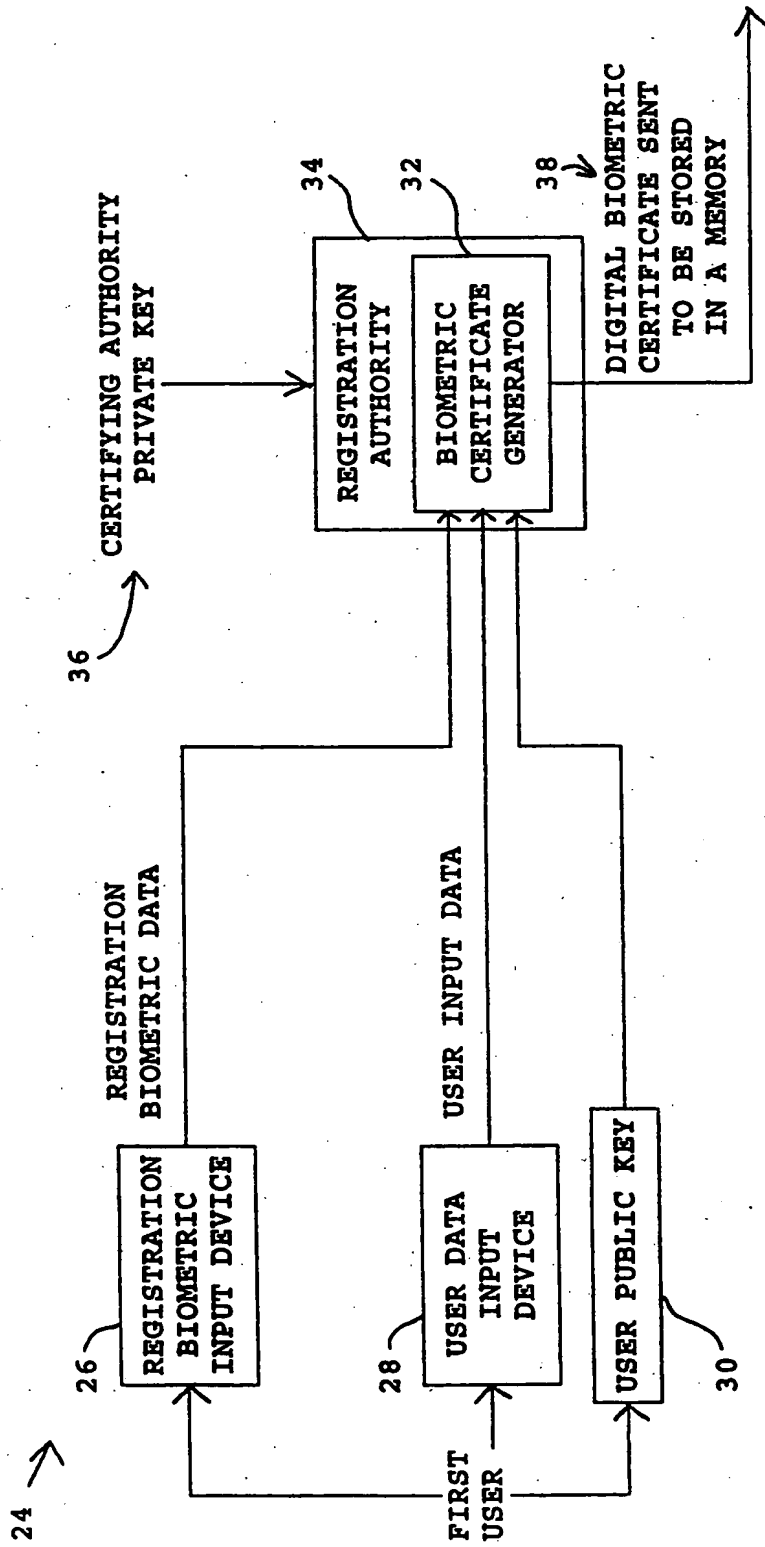 24
FIRST
USER
26
REGISTRATION
BIOMETRIC
INPUT DEVICE
REGISTRATION
BIOMETRIC DATA
28
USER DATA
INPUT
DEVICE
USER INPUT DATA
USER PUBLIC KEY
30
36
CERTIFYING AUTHORITY
PRIVATE KEY
REGISTRATION
AUTHORITY
34
BIOMETRIC
CERTIFICATE
GENERATOR
32
38
DIGITAL BIOMETRIC
CERTIFICATE SENT
TO BE STORED
IN A MEMORY